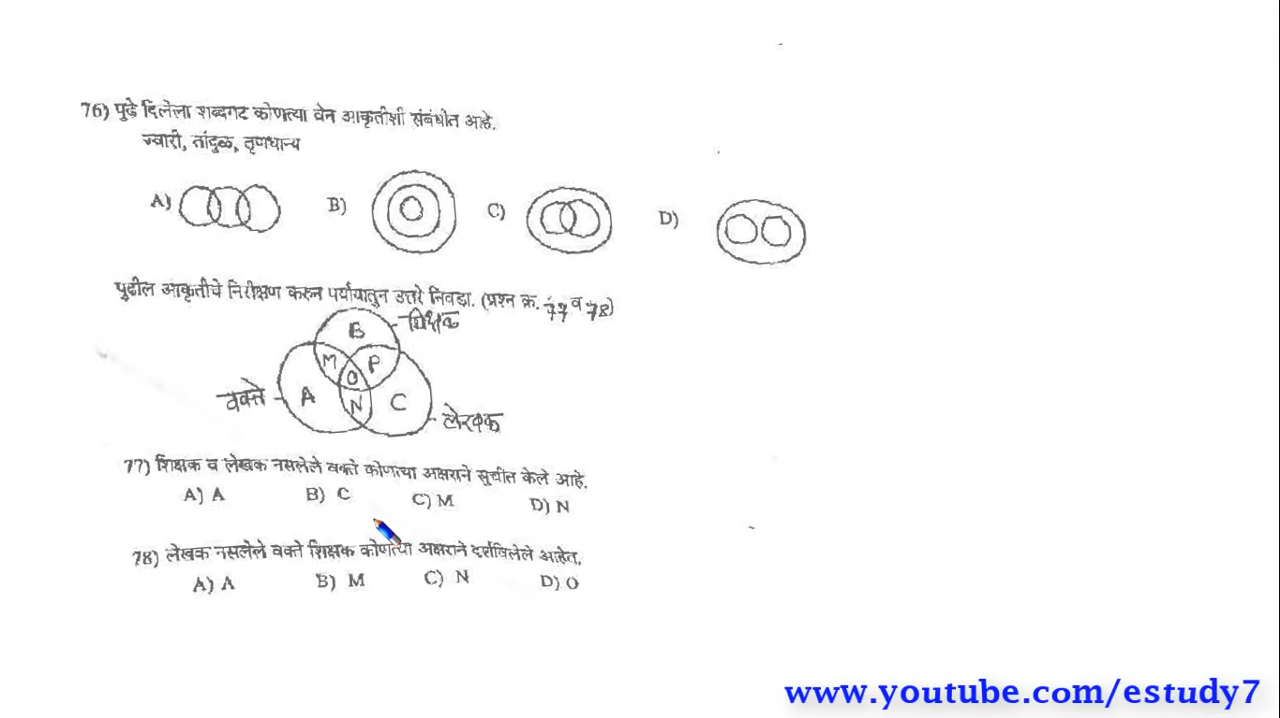 76) पुढे दिलेला शब्दगट कोणत्या वेन आकृतीशी संबंधीत आहे.
ज्वारी, तांदुळ, तृणधान्य
A) B) C) D)
पुढील आकृतीचे निरीक्षण करुन पर्यायातुन उत्तरे निवडा. (प्रश्न क्र. 77 व 78)
B शिक्षक
M P
O
वक्ते A N C
लेखक
77) शिक्षक व लेखक नसलेले वक्ते कोणत्या अक्षराने सुचीत केले आहे.
A) A B) C C) M D) N
78) लेखक नसलेले वक्ते शिक्षक कोणत्या अक्षराने दर्शविलेले आहेत.
A) A B) M C) N D) O
www.youtube.com/estudy7